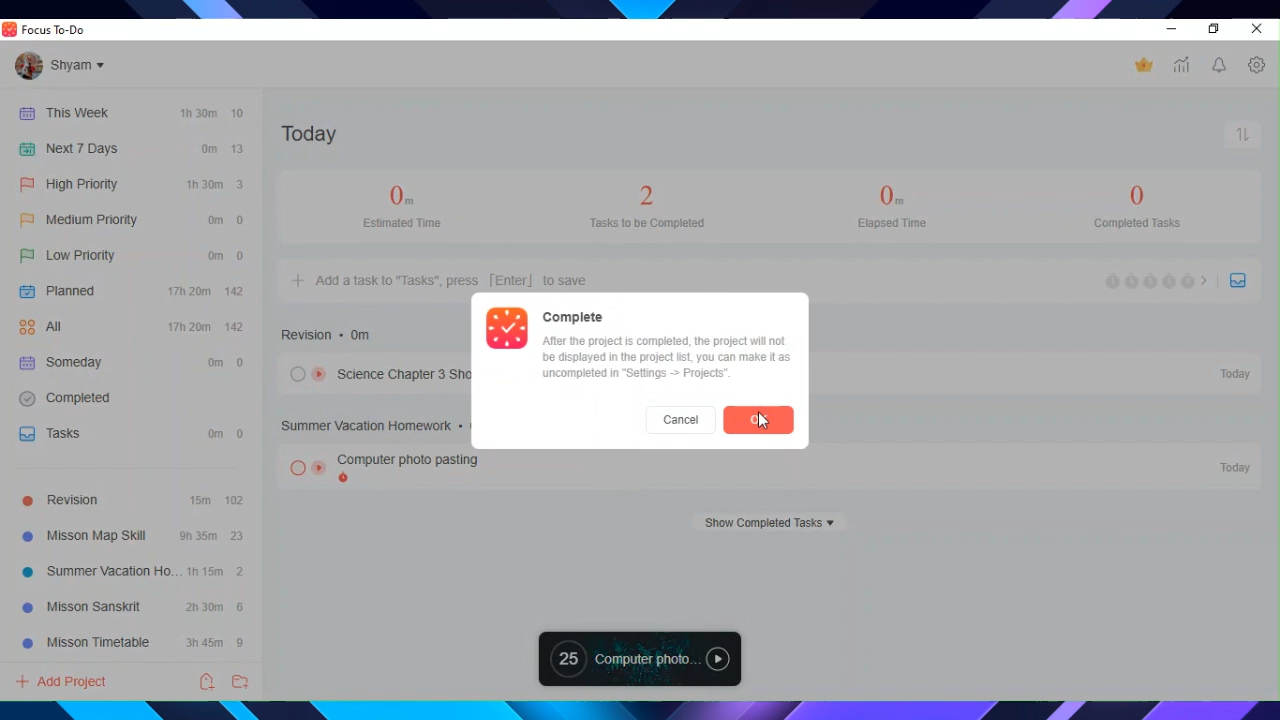 Focus To-Do
Shyam
This Week 1h 30m 10
Next 7 Days 0m 13
High Priority 1h 30m 3
Medium Priority 0m 0
Low Priority 0m 0
Planned 17h 20m 142
All 17h 20m 142
Someday 0m 0
Completed
Tasks 0m 0
Revision 15m 102
Misson Map Skill 9h 35m 23
Summer Vacation Ho... 1h 15m 2
Misson Sanskrit 2h 30m 6
Misson Timetable 3h 45m 9
Add Project
Today
0m
Estimated Time
2
Tasks to be Completed
0m
Elapsed Time
0
Completed Tasks
Add a task to "Tasks", press ⌈Enter⌋ to save
Revision • 0m
Science Chapter 3 Today
Summer Vacation Homework •
Computer photo pasting Today
Show Completed Tasks
Complete
After the project is completed, the project will not
be displayed in the project list, you can make it as
uncompleted in "Settings -> Projects".
Cancel
25 Computer photo...